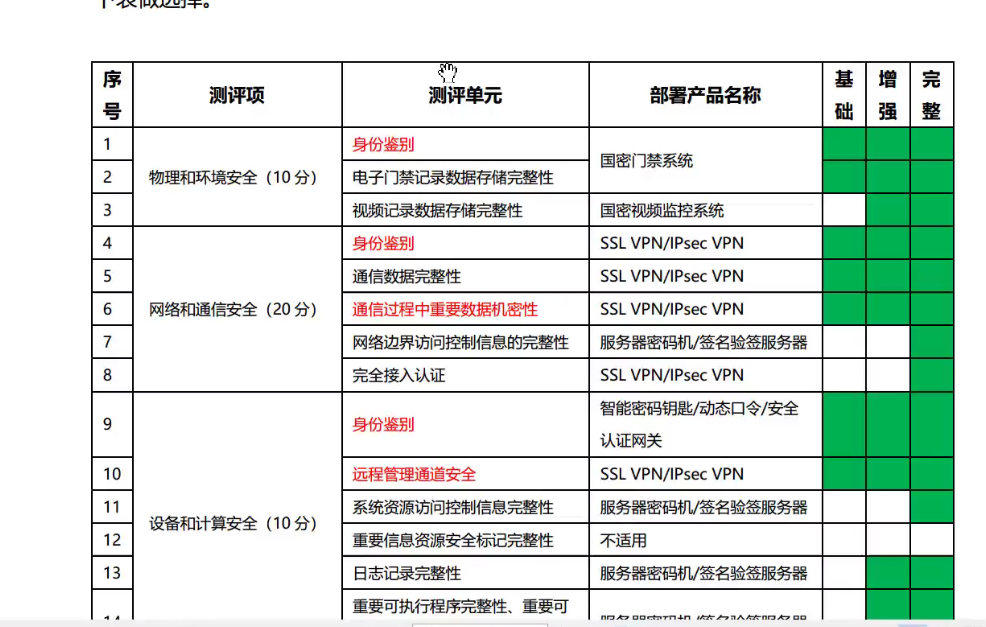 下表做选择。
序号 测评项 测评单元 部署产品名称 基础 增强 完整
1 物理和环境安全（10 分） 身份鉴别 国密门禁系统
2 电子门禁记录数据存储完整性
3 视频记录数据存储完整性 国密视频监控系统
4 网络和通信安全（20 分） 身份鉴别 SSL VPN/IPsec VPN
5 通信数据完整性 SSL VPN/IPsec VPN
6 通信过程中重要数据机密性 SSL VPN/IPsec VPN
7 网络边界访问控制信息的完整性 服务器密码机/签名验签服务器
8 完全接入认证 SSL VPN/IPsec VPN
9 设备和计算安全（10 分） 身份鉴别 智能密码钥匙/动态口令/安全
认证网关
10 远程管理通道安全 SSL VPN/IPsec VPN
11 系统资源访问控制信息完整性 服务器密码机/签名验签服务器
12 重要信息资源安全标记完整性 不适用
13 日志记录完整性 服务器密码机/签名验签服务器
14 重要可执行程序完整性、重要可 服务器密码机/签名验签服务器